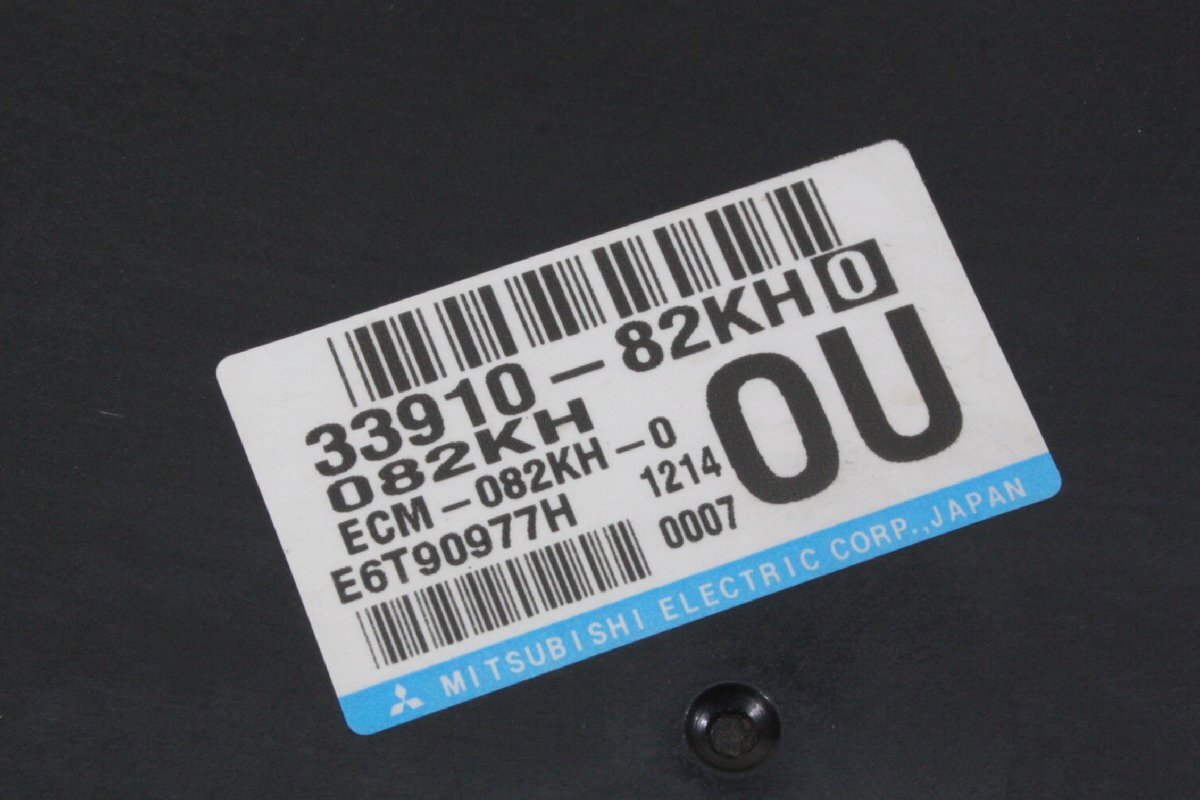 33910-82KH0
082KH
0U
ECM-082KH-0
1214
E6T90977H
0007
MITSUBISHI ELECTRIC CORP.,JAPAN